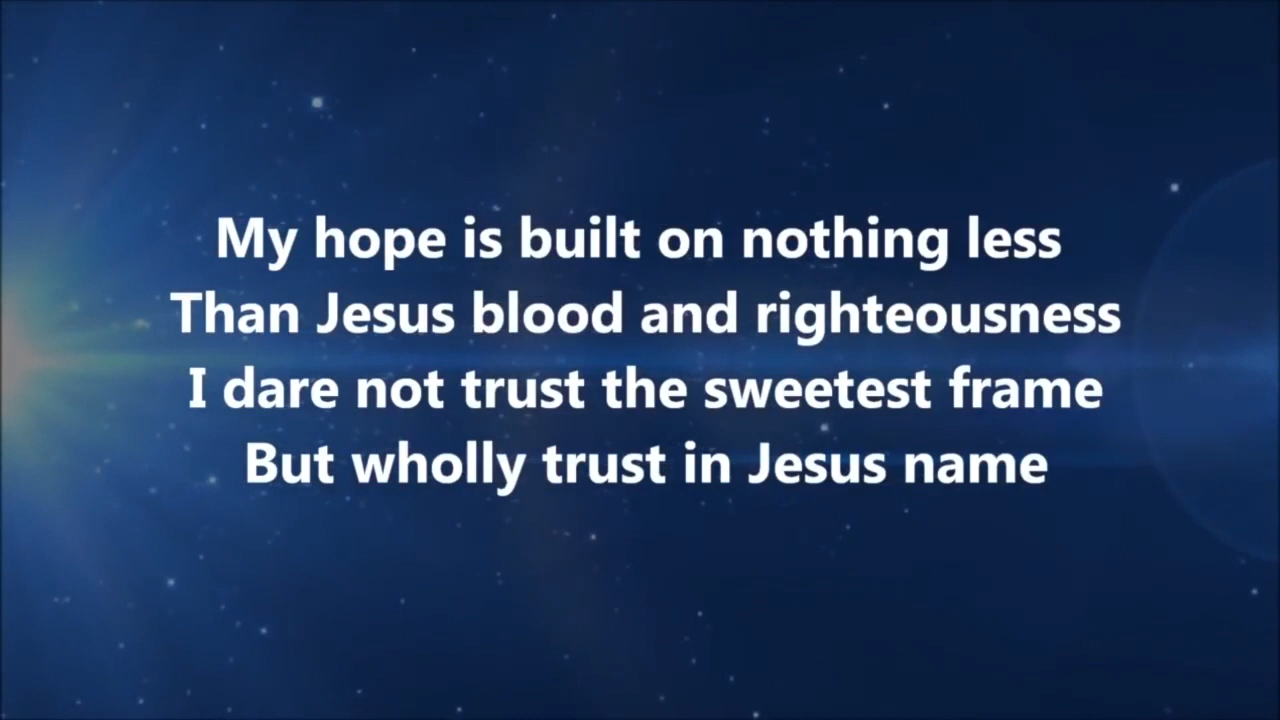 My hope is built on nothing less
Than Jesus blood and righteousness
I dare not trust the sweetest frame
But wholly trust in Jesus name